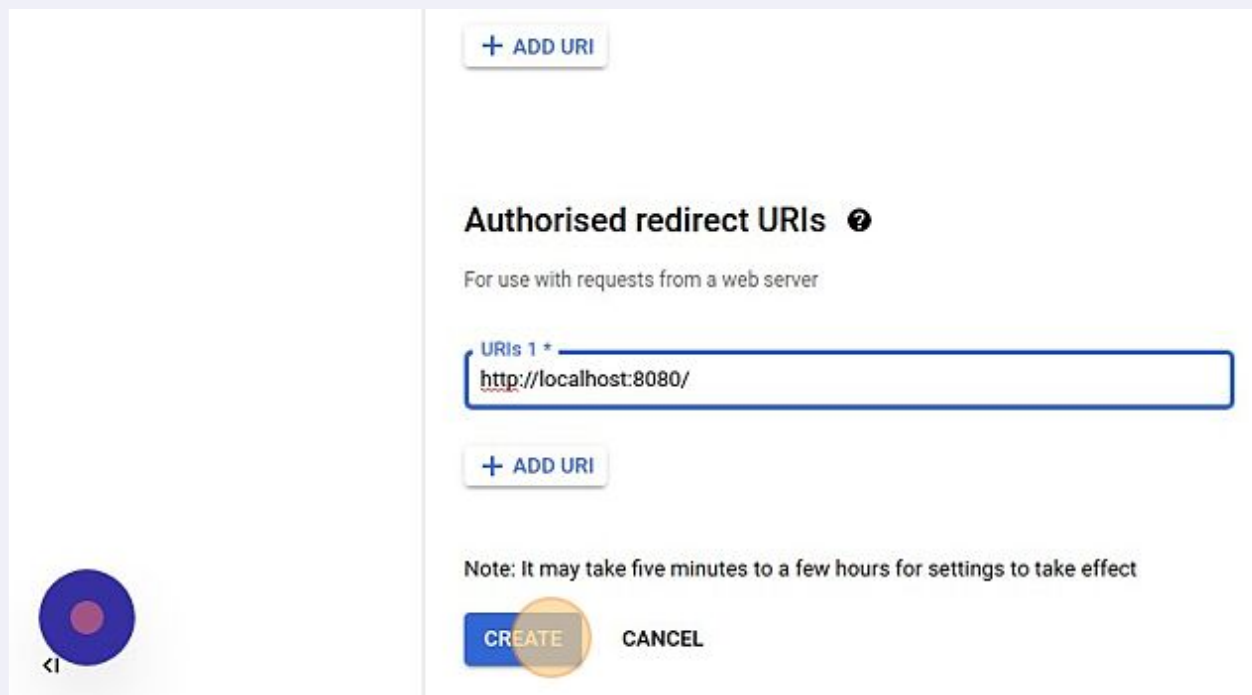 + ADD URI
Authorised redirect URIs
For use with requests from a web server
URIs 1 *
http://localhost:8080/
+ ADD URI
Note: It may take five minutes to a few hours for settings to take effect
CREATE CANCEL